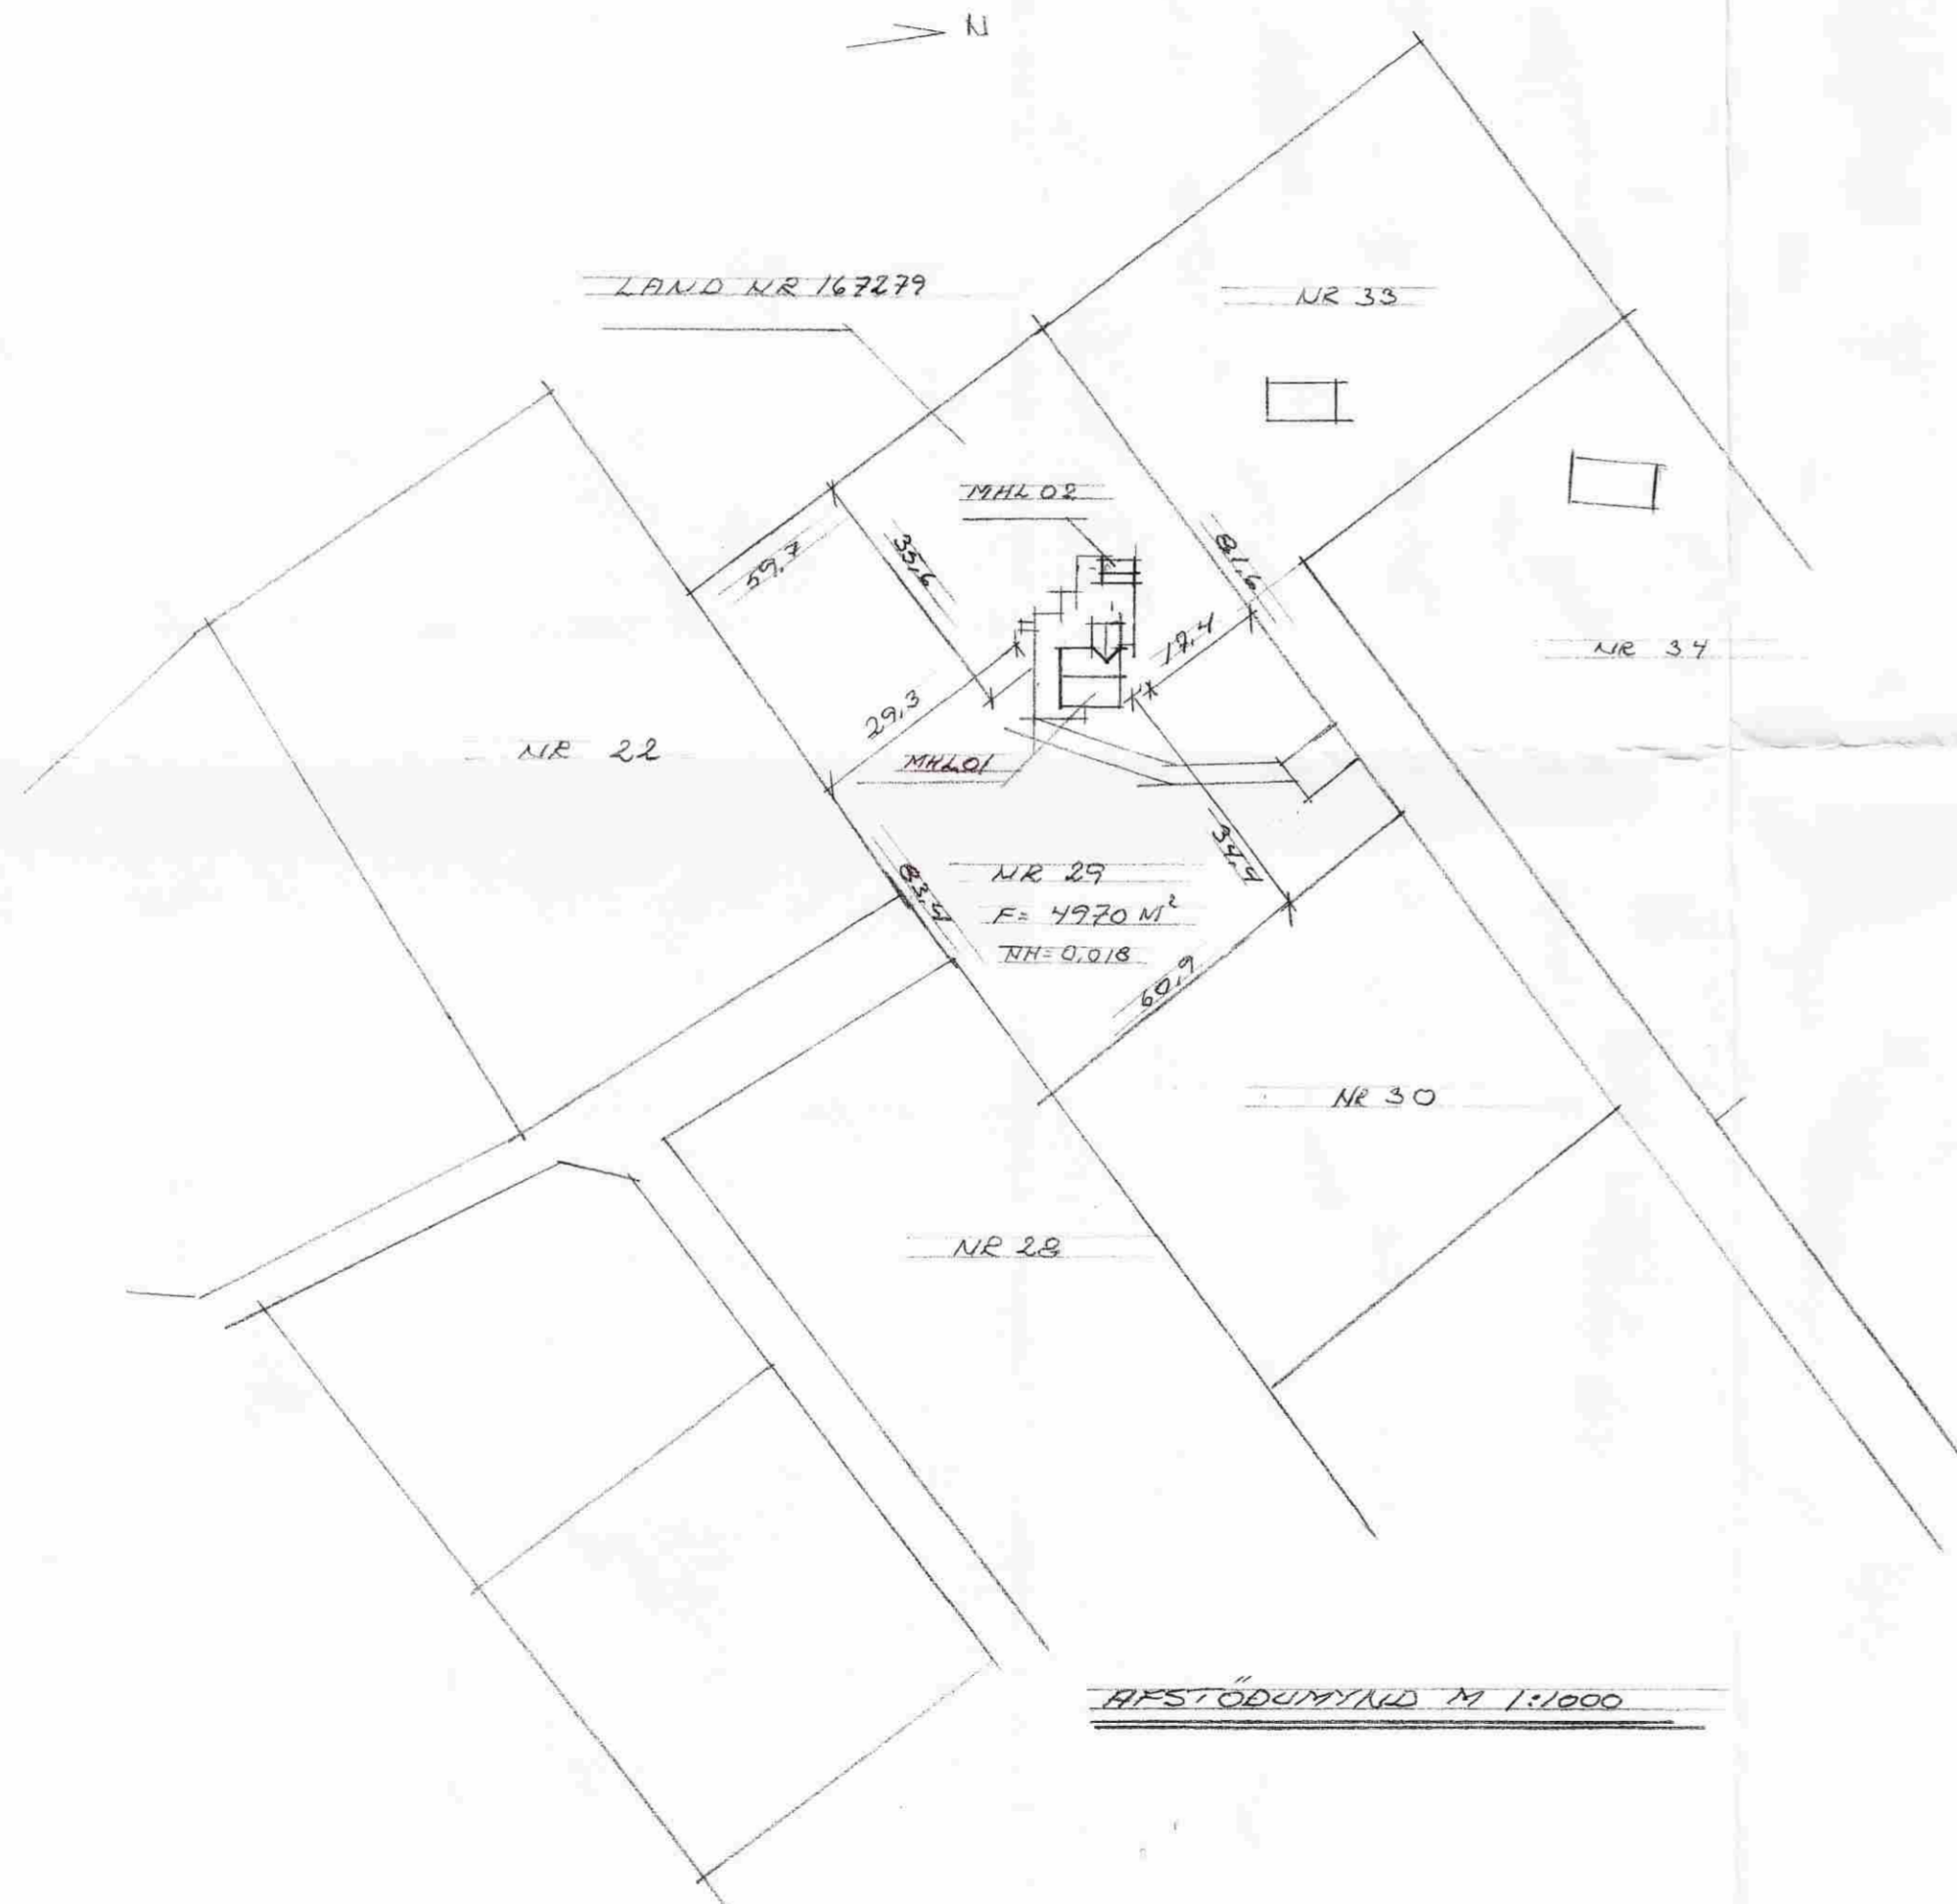 N
LAND NR 167279
NR 33
MHL 02
59,7
35,6
81,6
17,4
NR 34
29,3
NR 22
MHL01
34,9
83,4
NR 29
F= 4970 M²
NH= 0,018
60,9
NR 30
NR 28
AFSTÖÐUMYND M 1:1000